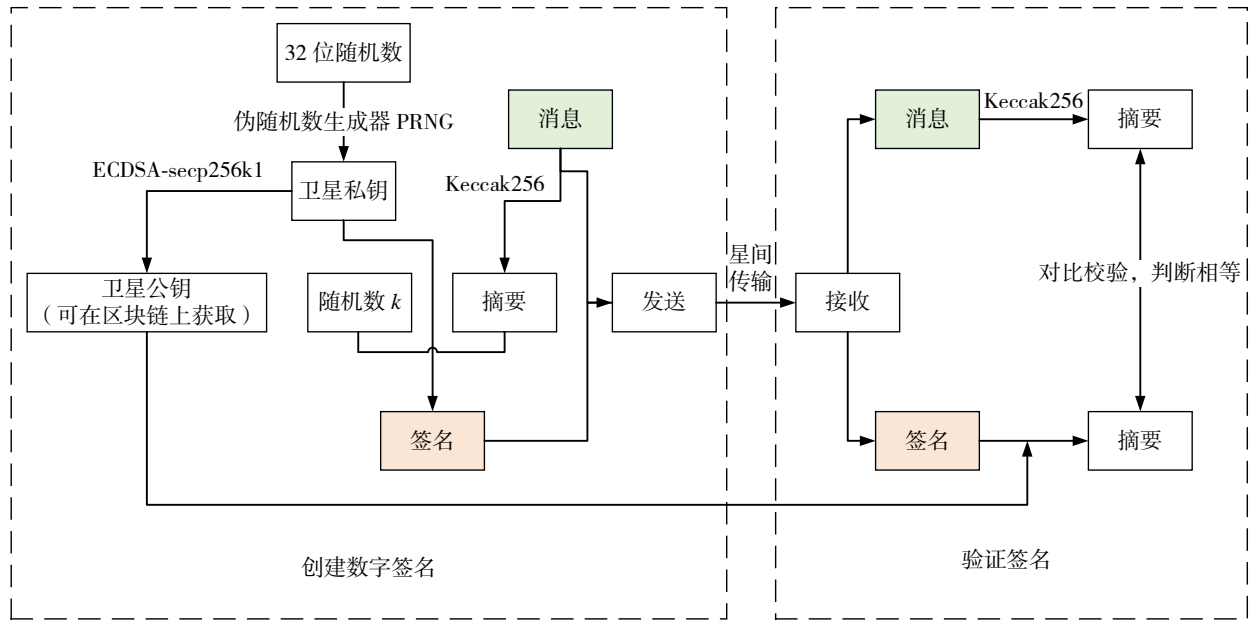 32 位随机数
伪随机数生成器 PRNG
消息
ECDSA-secp256k1
卫星私钥
Keccak256
卫星公钥
（可在区块链上获取）
随机数 k
摘要
发送
签名
创建数字签名
星间
传输
接收
消息
Keccak256
摘要
对比校验，判断相等
签名
摘要
验证签名